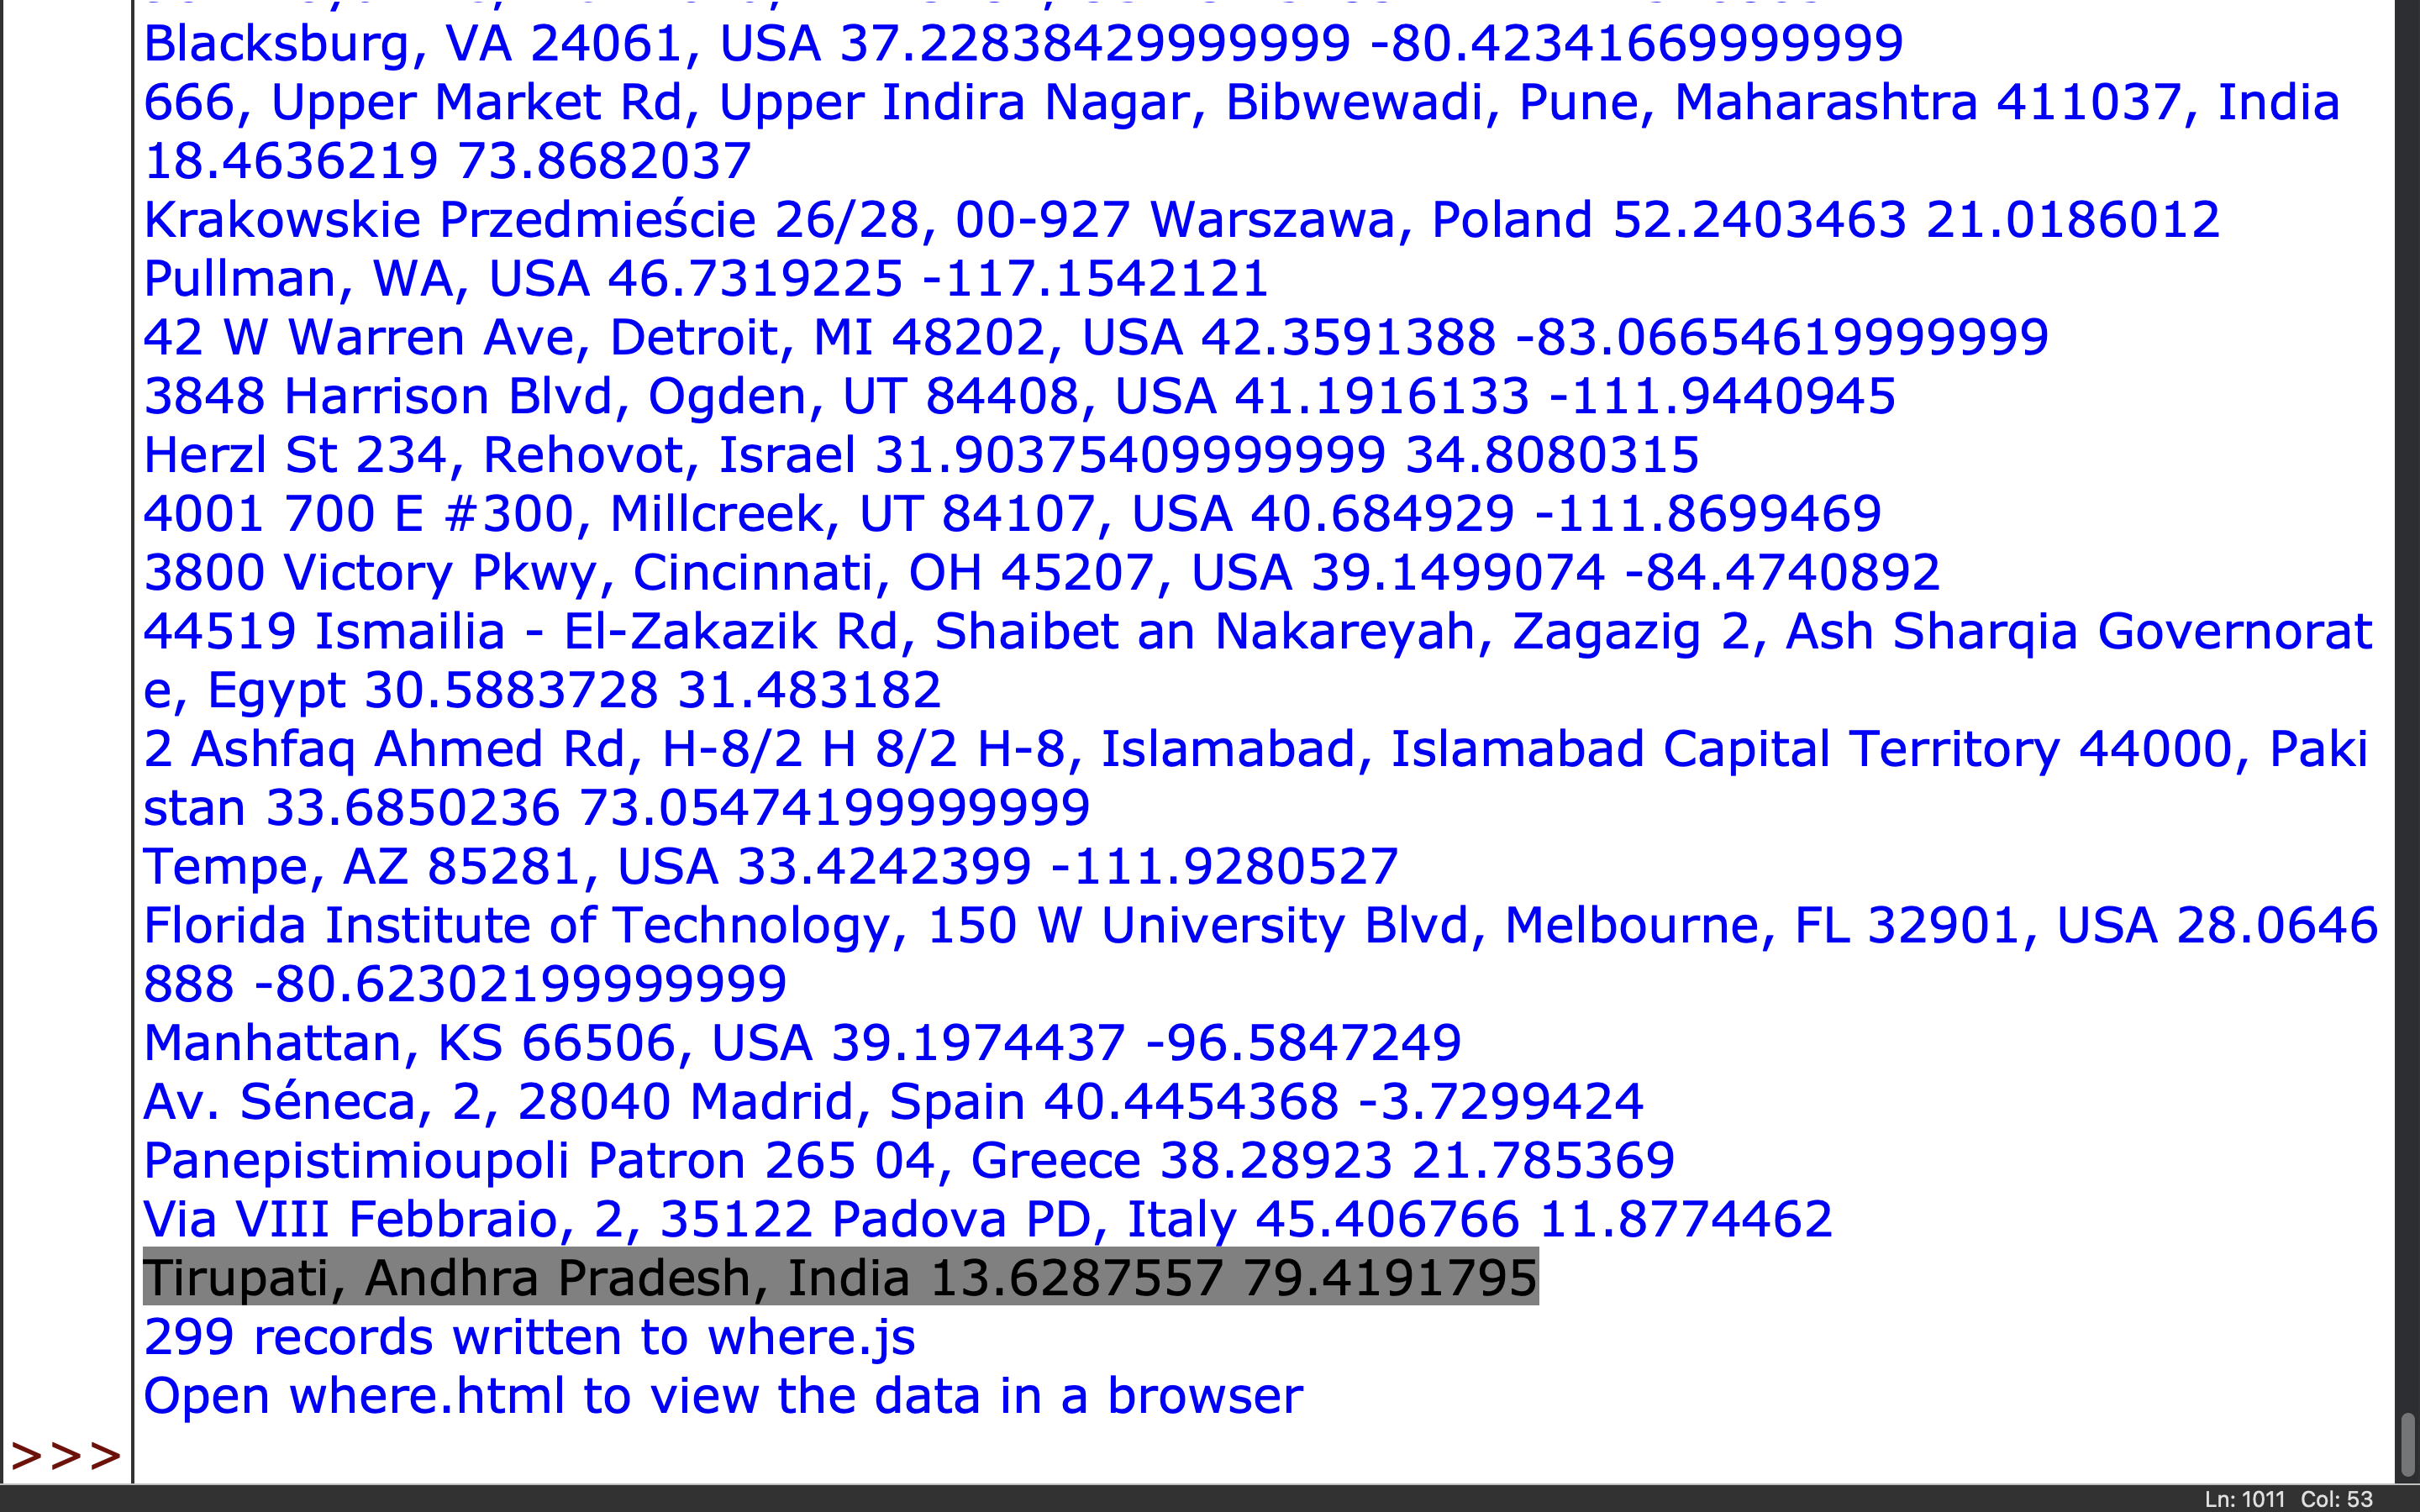 Blacksburg, VA 24061, USA 37.22838429999999 -80.42341669999999
666, Upper Market Rd, Upper Indira Nagar, Bibwewadi, Pune, Maharashtra 411037, India
18.4636219 73.8682037
Krakowskie Przedmieście 26/28, 00-927 Warszawa, Poland 52.2403463 21.0186012
Pullman, WA, USA 46.7319225 -117.1542121
42 W Warren Ave, Detroit, MI 48202, USA 42.3591388 -83.06654619999999
3848 Harrison Blvd, Ogden, UT 84408, USA 41.1916133 -111.9440945
Herzl St 234, Rehovot, Israel 31.90375409999999 34.8080315
4001 700 E #300, Millcreek, UT 84107, USA 40.684929 -111.8699469
3800 Victory Pkwy, Cincinnati, OH 45207, USA 39.1499074 -84.4740892
44519 Ismailia - El-Zakazik Rd, Shaibet an Nakareyah, Zagazig 2, Ash Sharqia Governorat
e, Egypt 30.5883728 31.483182
2 Ashfaq Ahmed Rd, H-8/2 H 8/2 H-8, Islamabad, Islamabad Capital Territory 44000, Paki
stan 33.6850236 73.05474199999999
Tempe, AZ 85281, USA 33.4242399 -111.9280527
Florida Institute of Technology, 150 W University Blvd, Melbourne, FL 32901, USA 28.0646
888 -80.62302199999999
Manhattan, KS 66506, USA 39.1974437 -96.5847249
Av. Séneca, 2, 28040 Madrid, Spain 40.4454368 -3.7299424
Panepistimioupoli Patron 265 04, Greece 38.28923 21.785369
Via VIII Febbraio, 2, 35122 Padova PD, Italy 45.406766 11.8774462
Tirupati, Andhra Pradesh, India 13.6287557 79.4191795
299 records written to where.js
Open where.html to view the data in a browser
>>>
Ln: 1011 Col: 53